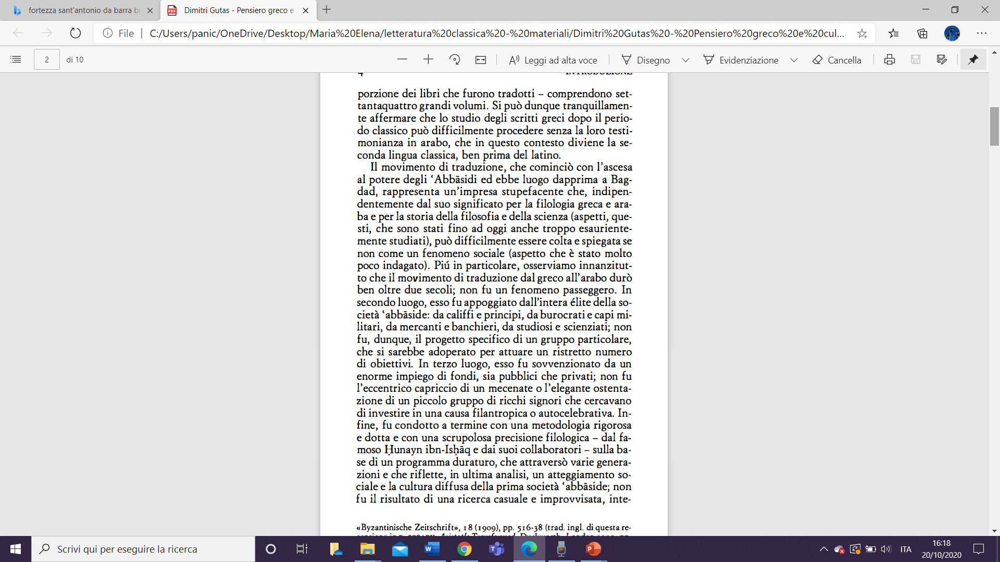 fortezza sant'antonio da barra br
Dimitri Gutas - Pensiero greco e
File
C:/Users/panic/OneDrive/Desktop/Maria%20Elena/letteratura%20classica%20-%20materiali/Dimitri%20Gutas%20-%20Pensiero%20greco%20e%20cul...
2 di 10
Leggi ad alta voce
Disegno
Evidenziazione
Cancella
4 INTRODUZIONE
porzione dei libri che furono tradotti – comprendono set-
tantaquattro grandi volumi. Si può dunque tranquillamen-
te affermare che lo studio degli scritti greci dopo il perio-
do classico può difficilmente procedere senza la loro testi-
monianza in arabo, che in questo contesto diviene la se-
conda lingua classica, ben prima del latino.
Il movimento di traduzione, che cominciò con l'ascesa
al potere degli ʻAbbāsidi ed ebbe luogo dapprima a Bag-
dad, rappresenta un'impresa stupefacente che, indipen-
dentemente dal suo significato per la filologia greca e ara-
ba e per la storia della filosofia e della scienza (aspetti, que-
sti, che sono stati fino ad oggi anche troppo esauriente-
mente studiati), può difficilmente essere colta e spiegata se
non come un fenomeno sociale (aspetto che è stato molto
poco indagato). Piú in particolare, osserviamo innanzitut-
to che il movimento di traduzione dal greco all'arabo durò
ben oltre due secoli; non fu un fenomeno passeggero. In
secondo luogo, esso fu appoggiato dall'intera élite della so-
cietà ʻabbāside: da califfi e principi, da burocrati e capi mi-
litari, da mercanti e banchieri, da studiosi e scienziati; non
fu, dunque, il progetto specifico di un gruppo particolare,
che si sarebbe adoperato per attuare un ristretto numero
di obiettivi. In terzo luogo, esso fu sovvenzionato da un
enorme impiego di fondi, sia pubblici che privati; non fu
l'eccentrico capriccio di un mecenate o l'elegante ostenta-
zione di un piccolo gruppo di ricchi signori che cercavano
di investire in una causa filantropica o autocelebrativa. In-
fine, fu condotto a termine con una metodologia rigorosa
e dotta e con una scrupolosa precisione filologica – dal fa-
moso Ḥunayn ibn-Isḥāq e dai suoi collaboratori – sulla ba-
se di un programma duraturo, che attraversò varie genera-
zioni e che riflette, in ultima analisi, un atteggiamento so-
ciale e la cultura diffusa della prima società ʻabbāside; non
fu il risultato di una ricerca casuale e improvvisata, inte-
«Byzantinische Zeitschrift», 18 (1909), pp. 516-38 (trad. ingl. di questa re-
Scrivi qui per eseguire la ricerca
ITA
16:18
20/10/2020